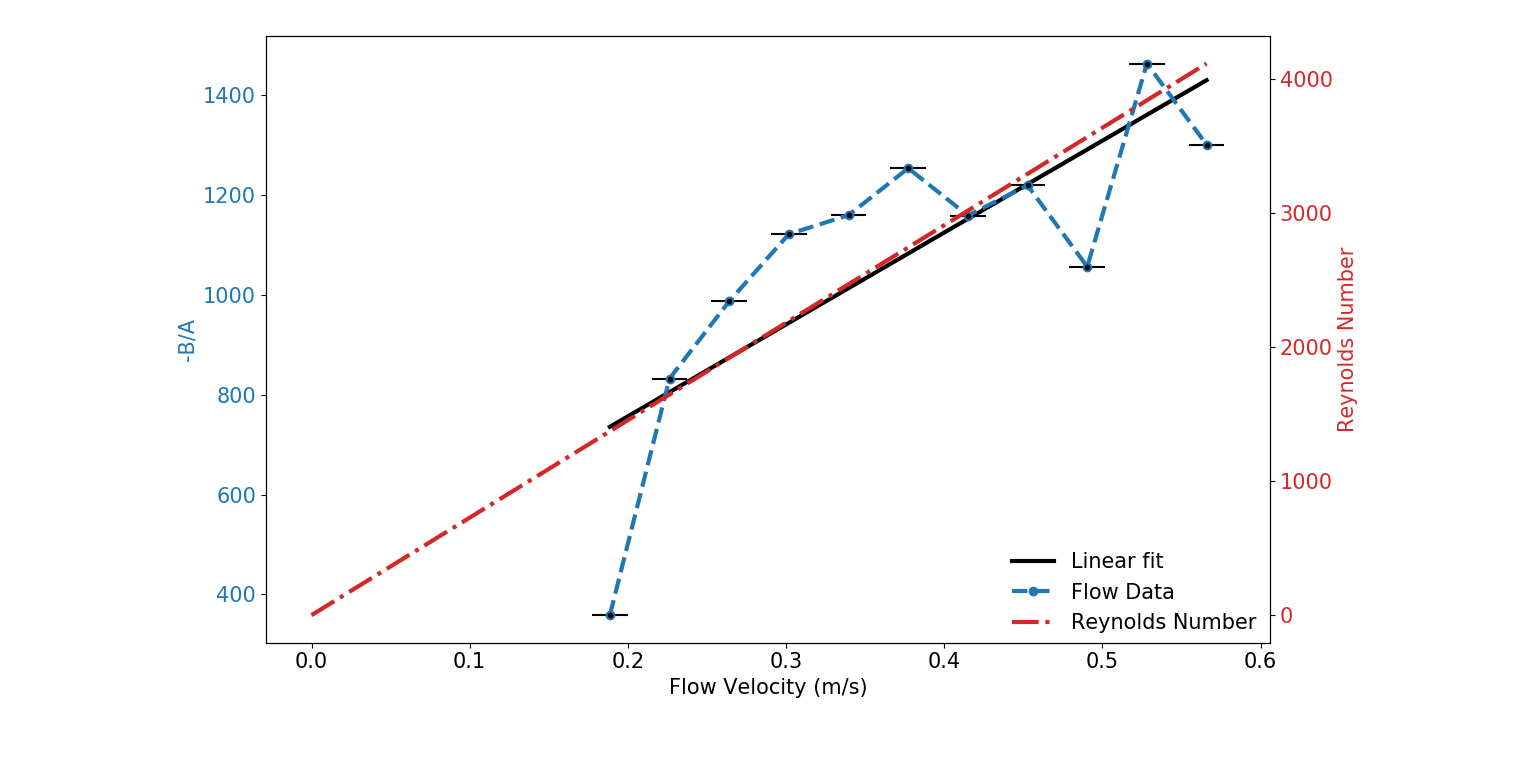 1400
1200
1000
800
600
400
-B/A
4000
3000
2000
1000
0
Reynolds Number
Linear fit
Flow Data
Reynolds Number
0.0 0.1 0.2 0.3 0.4 0.5 0.6
Flow Velocity (m/s)